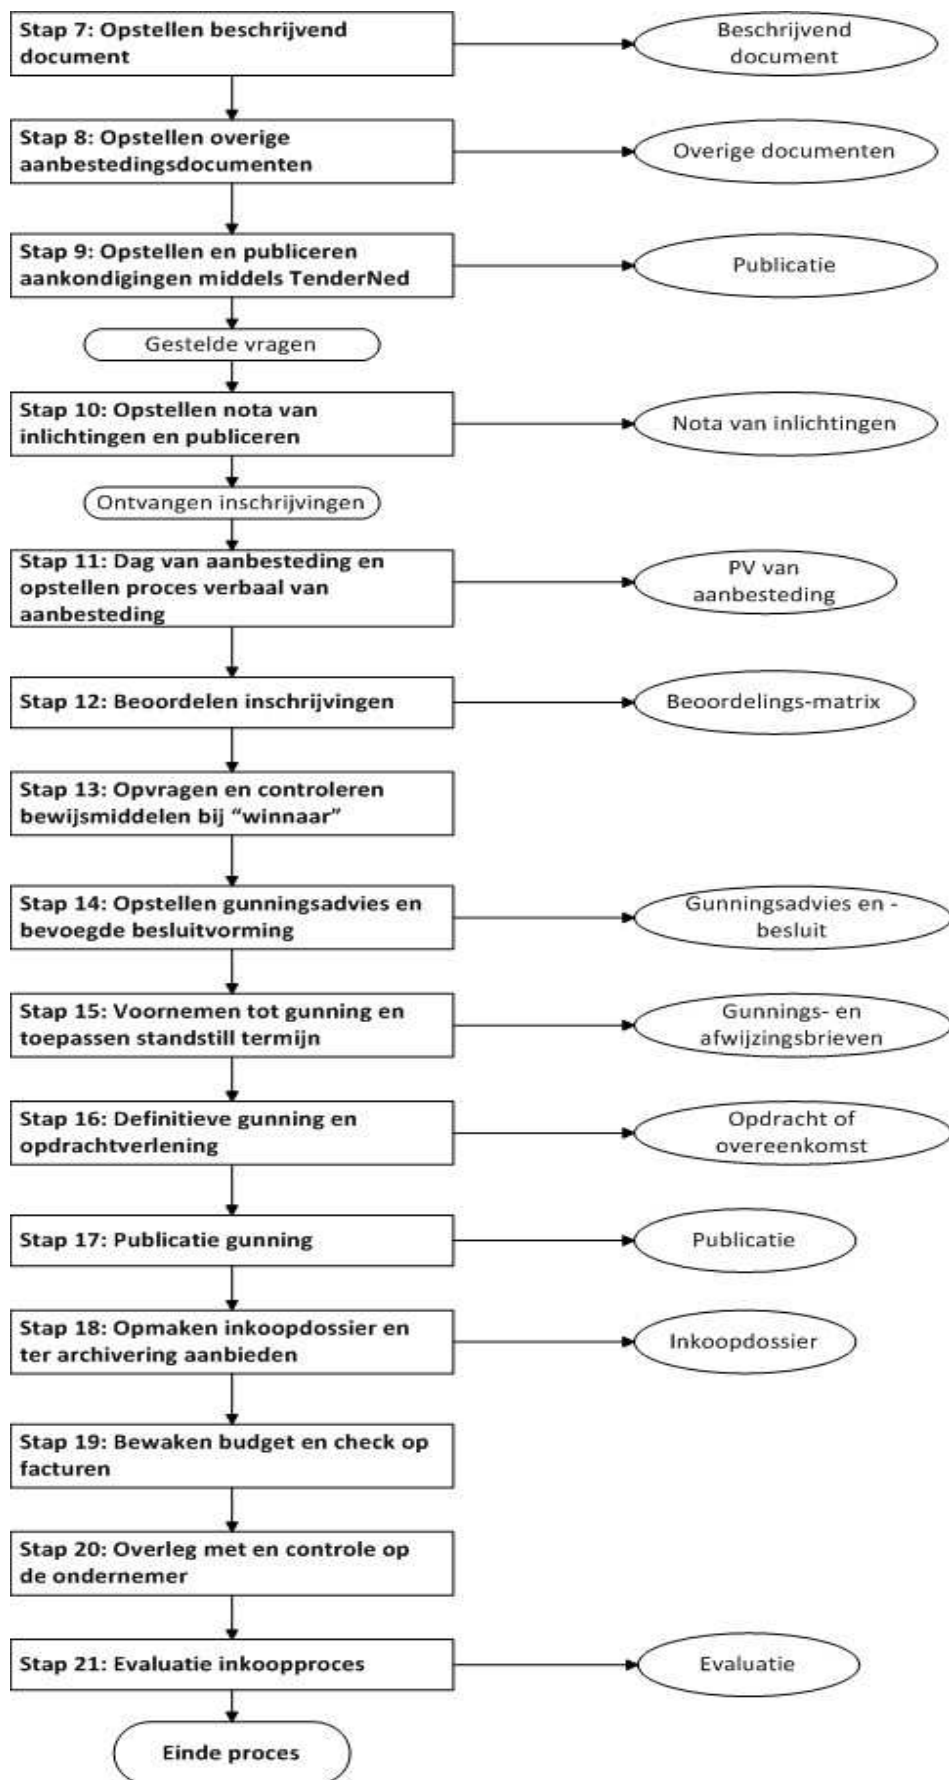 Stap 7: Opstellen beschrijvend
document
Beschrijvend
document
Stap 8: Opstellen overige
aanbestedingsdocumenten
Overige documenten
Stap 9: Opstellen en publiceren
aankondigingen middels TenderNed
Publicatie
Gestelde vragen
Stap 10: Opstellen nota van
inlichtingen en publiceren
Nota van inlichtingen
Ontvangen inschrijvingen
Stap 11: Dag van aanbesteding en
opstellen proces verbaal van
aanbesteding
PV van
aanbesteding
Stap 12: Beoordelen inschrijvingen
Beoordelings-matrix
Stap 13: Opvragen en controleren
bewijsmiddelen bij “winnaar”
Stap 14: Opstellen gunningsadvies en
bevoegde besluitvorming
Gunningsadvies en -
besluit
Stap 15: Voornemen tot gunning en
toepassen standstill termijn
Gunnings- en
afwijzingsbrieven
Stap 16: Definitieve gunning en
opdrachtverlening
Opdracht of
overeenkomst
Stap 17: Publicatie gunning
Publicatie
Stap 18: Opmaken inkoopdossier en
ter archivering aanbieden
Inkoopdossier
Stap 19: Bewaken budget en check op
facturen
Stap 20: Overleg met en controle op
de ondernemer
Stap 21: Evaluatie inkoopproces
Evaluatie
Einde proces